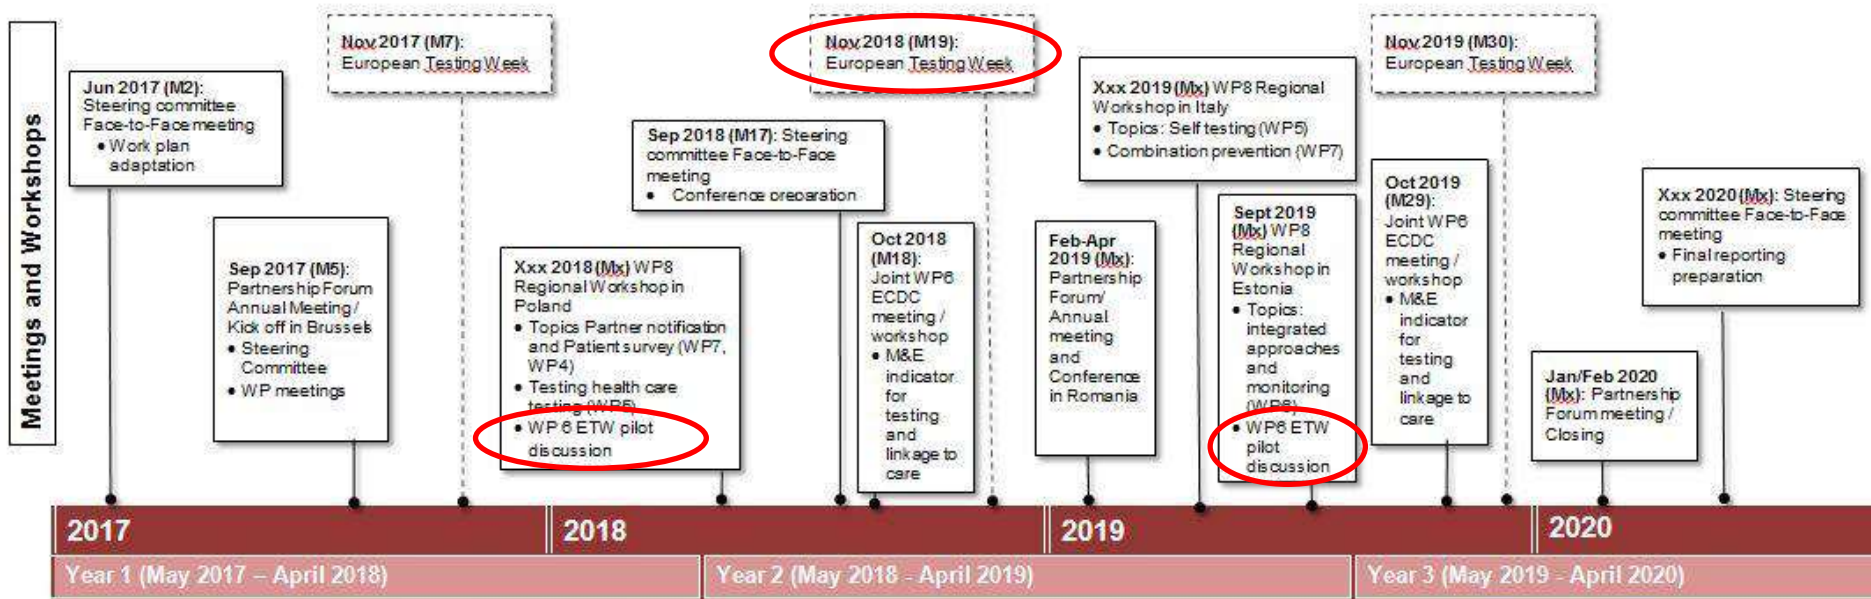 Meetings and Workshops
Jun 2017 (M2):
Steering committee
Face-to-Face meeting
• Work plan
adaptation
Sep 2017 (M5):
Partnership Forum
Annual Meeting /
Kick off in Brussels
• Steering
Committee
• WP meetings
Nov 2017 (M7):
European Testing Week
Xxx 2018 (Mx) WP8
Regional Workshop in
Poland
• Topics Partner notification
and Patient survey (WP7,
WP4)
• Testing health care
testing (WP5)
• WP 6 ETW pilot
discussion
Sep 2018 (M17): Steering
committee Face-to-Face
meeting
• Conference preparation
Oct 2018
(M18):
Joint WP6
ECDC
meeting /
workshop
• M&E
indicator
for
testing
and
linkage to
care
Nov 2018 (M19):
European Testing Week
Feb-Apr
2019 (Mx):
Partnership
Forum/
Annual
meeting
and
Conference
in Romania
Xxx 2019 (Mx) WP8 Regional
Workshop in Italy
• Topics: Self testing (WP5)
• Combination prevention (WP7)
Sept 2019
(Mx) WP8
Regional
Workshop in
Estonia
• Topics:
integrated
approaches
and
monitoring
(WP6)
• WP6 ETW
pilot
discussion
Oct 2019
(M29):
Joint WP6
ECDC
meeting /
workshop
• M&E
indicator
for
testing
and
linkage to
care
Nov 2019 (M30):
European Testing Week
Jan/Feb 2020
(Mx): Partnership
Forum meeting /
Closing
Xxx 2020 (Mx): Steering
committee Face-to-Face
meeting
• Final reporting
preparation
2017
2018
2019
2020
Year 1 (May 2017 – April 2018)
Year 2 (May 2018 - April 2019)
Year 3 (May 2019 - April 2020)